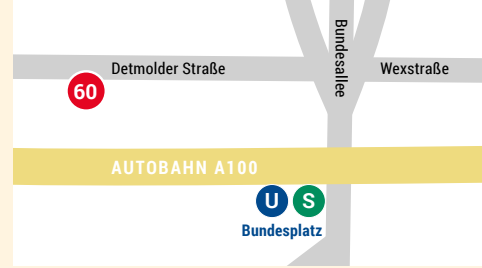 Bundesallee
Detmolder Straße
Wexstraße
60
AUTOBAHN A100
U S
Bundesplatz